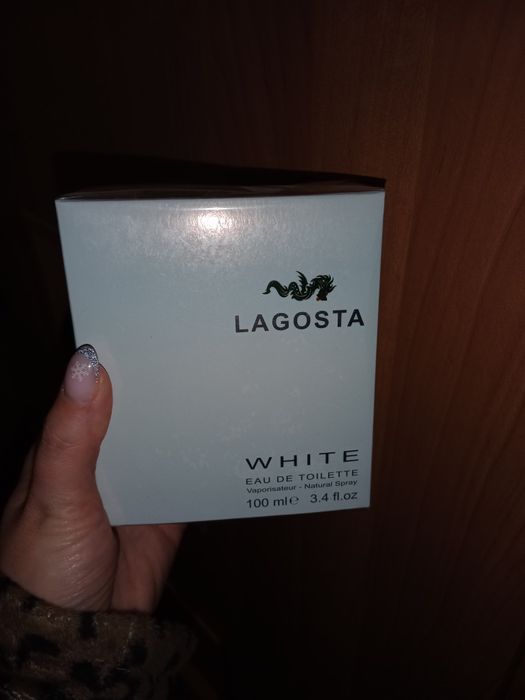 LAGOSTA
WHITE
EAU DE TOILETTE
Vaporisateur - Natural Spray
100 ml℮ 3.4 fl.oz